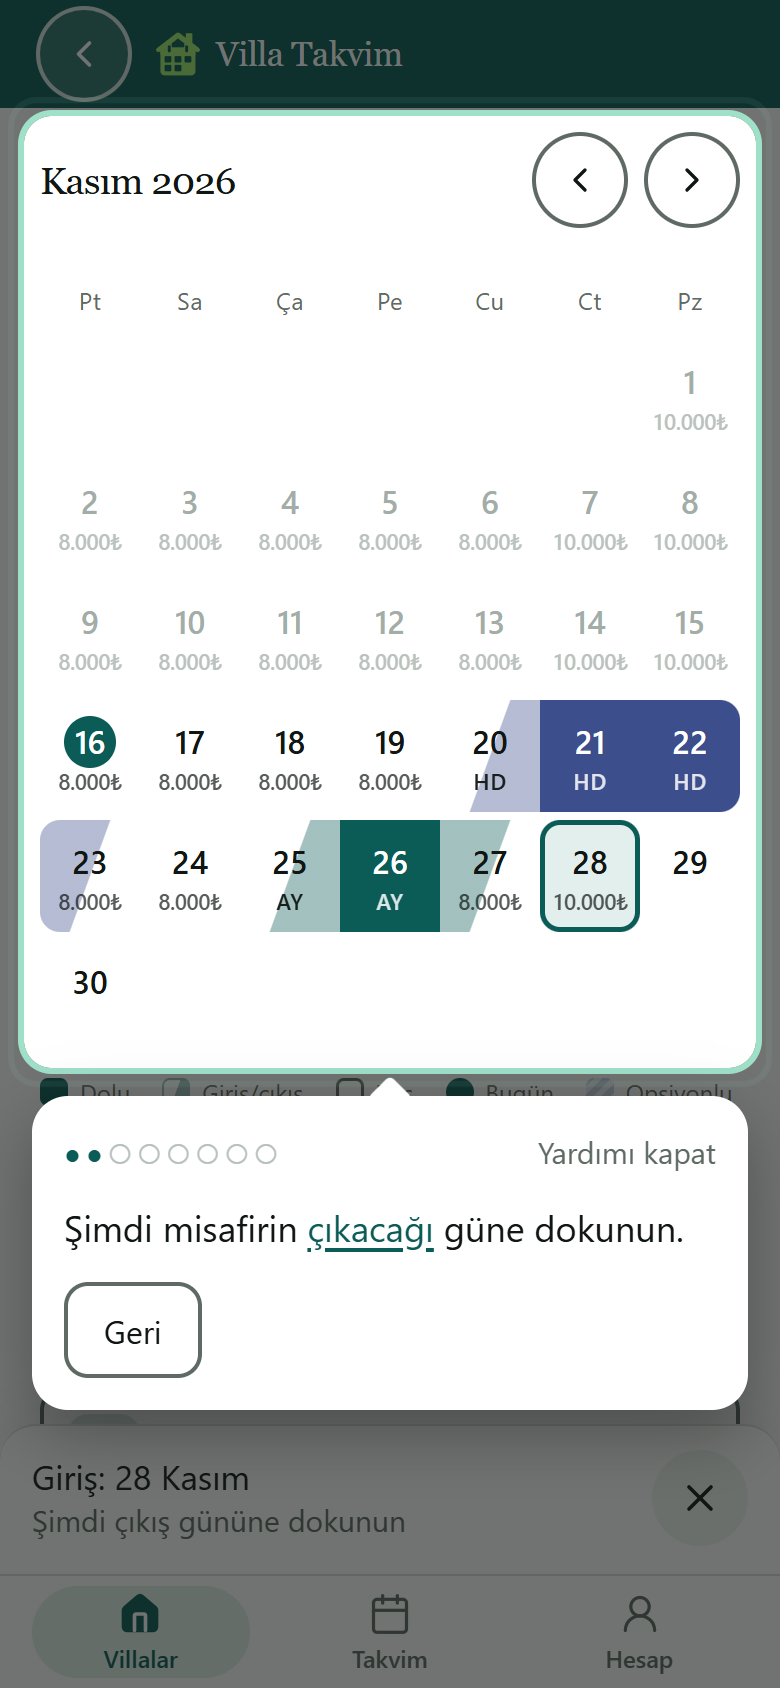 Villa Takvim
Kasım 2026
Pt Sa Ça Pe Cu Ct Pz
1
10.000₺
2 3 4 5 6 7 8
8.000₺ 8.000₺ 8.000₺ 8.000₺ 8.000₺ 10.000₺ 10.000₺
9 10 11 12 13 14 15
8.000₺ 8.000₺ 8.000₺ 8.000₺ 8.000₺ 10.000₺ 10.000₺
16 17 18 19 20 21 22
8.000₺ 8.000₺ 8.000₺ 8.000₺ HD HD HD
23 24 25 26 27 28 29
8.000₺ 8.000₺ AY AY 8.000₺ 10.000₺
30
Dolu Giriş/çıkış Bugün Opsiyonlu
Yardımı kapat
Şimdi misafirin çıkacağı güne dokunun.
Geri
Giriş: 28 Kasım
Şimdi çıkış gününe dokunun
Villalar Takvim Hesap